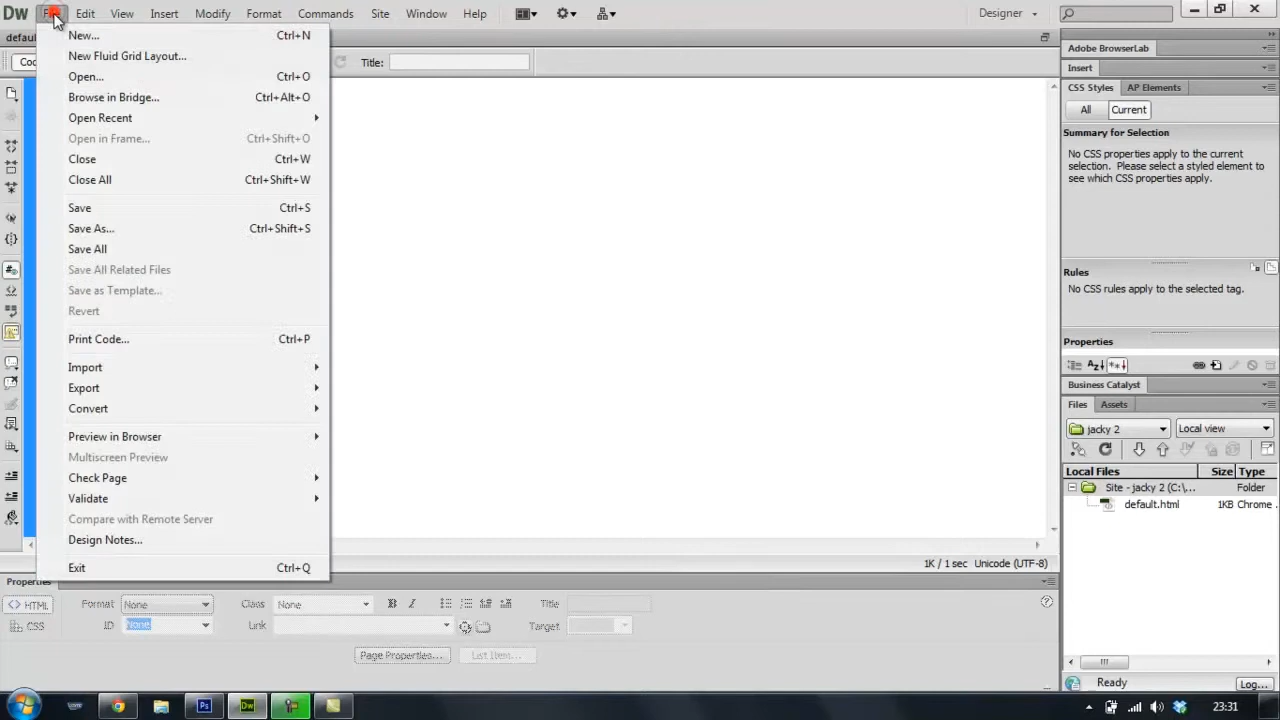 Dw Edit View Insert Modify Format Commands Site Window Help Designer
Title:
New... Ctrl+N
New Fluid Grid Layout...
Open... Ctrl+O
Browse in Bridge... Ctrl+Alt+O
Open Recent
Open in Frame... Ctrl+Shift+O
Close Ctrl+W
Close All Ctrl+Shift+W
Save Ctrl+S
Save As... Ctrl+Shift+S
Save All
Save All Related Files
Save as Template...
Revert
Print Code... Ctrl+P
Import
Export
Convert
Preview in Browser
Multiscreen Preview
Check Page
Validate
Compare with Remote Server
Design Notes...
Exit Ctrl+Q
Adobe BrowserLab
Insert
CSS Styles AP Elements
All Current
Summary for Selection
No CSS properties apply to the current
selection. Please select a styled element to
see which CSS properties apply.
Rules
No CSS rules apply to the selected tag.
Properties
Business Catalyst
Files Assets
jacky 2 Local view
Local Files Size Type
Site - jacky 2 (C:\... Folder
default.html 1KB Chrome
Ready Log...
1K / 1 sec Unicode (UTF-8)
Properties
HTML Format None Class None B I Title
CSS ID None Link Target
Page Properties... List Item...
Ps Dw 23:31